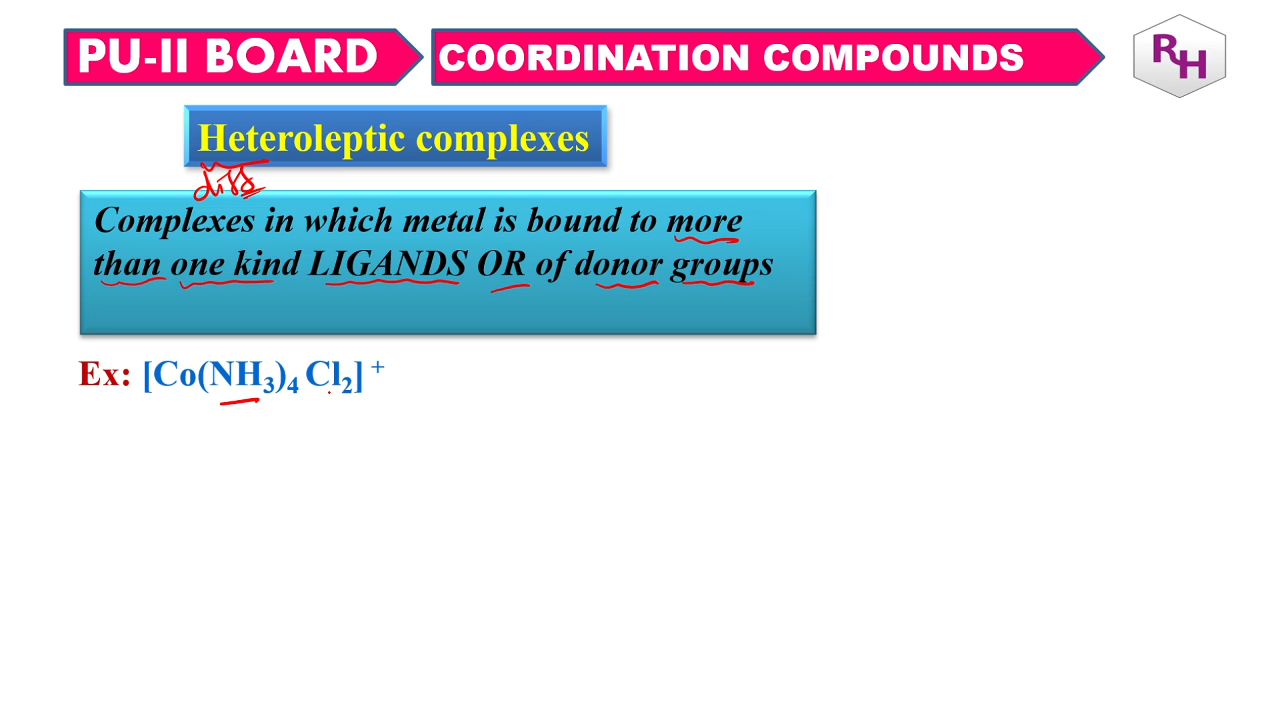 PU-II BOARD
COORDINATION COMPOUNDS
RH
Heteroleptic complexes
diff
Complexes in which metal is bound to more
than one kind LIGANDS OR of donor groups
Ex: [Co(NH₃)₄ Cl₂] ⁺